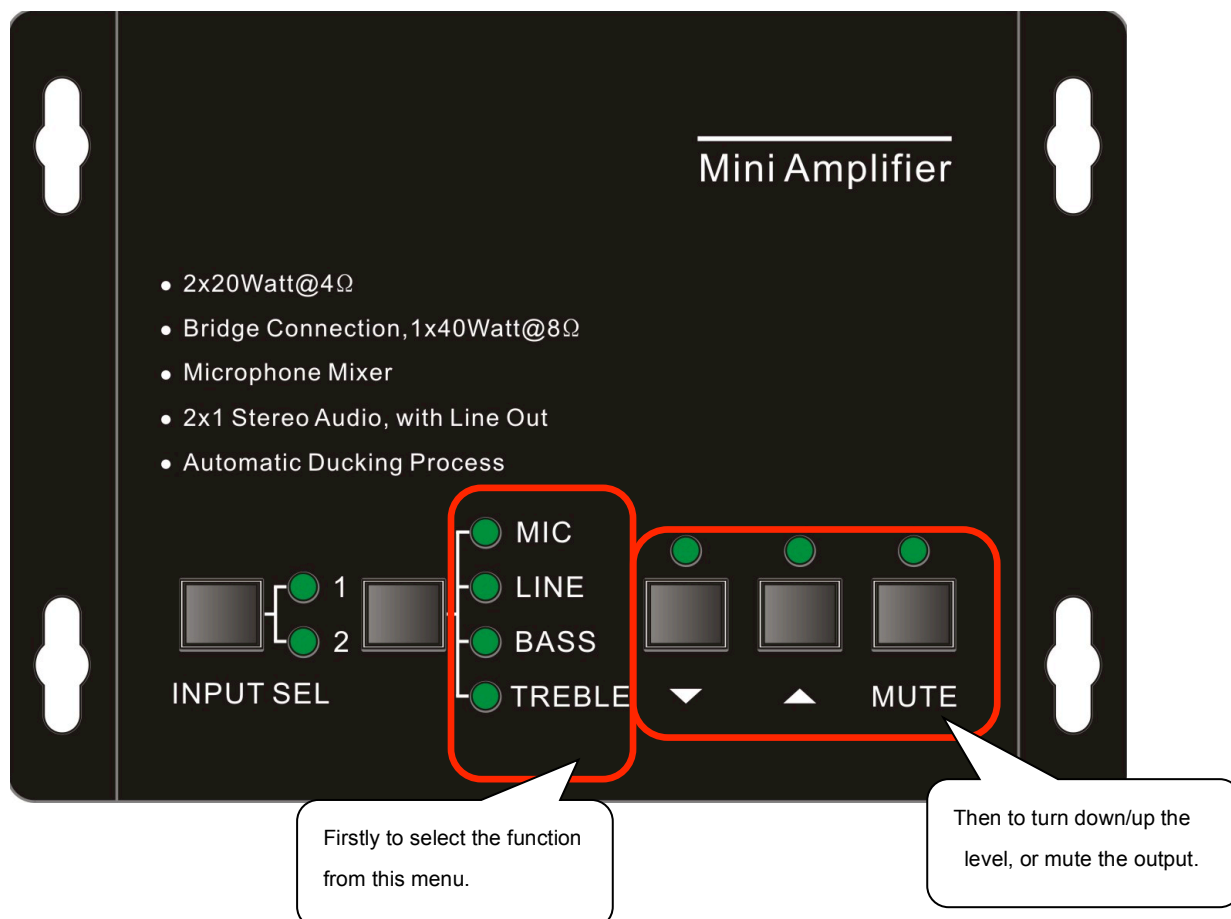 Mini Amplifier
● 2x20Watt@4Ω
● Bridge Connection,1x40Watt@8Ω
● Microphone Mixer
● 2x1 Stereo Audio, with Line Out
● Automatic Ducking Process
MIC
LINE
BASS
TREBLE
1
2
INPUT SEL
▼
▲
MUTE
Firstly to select the function
from this menu.
Then to turn down/up the
level, or mute the output.